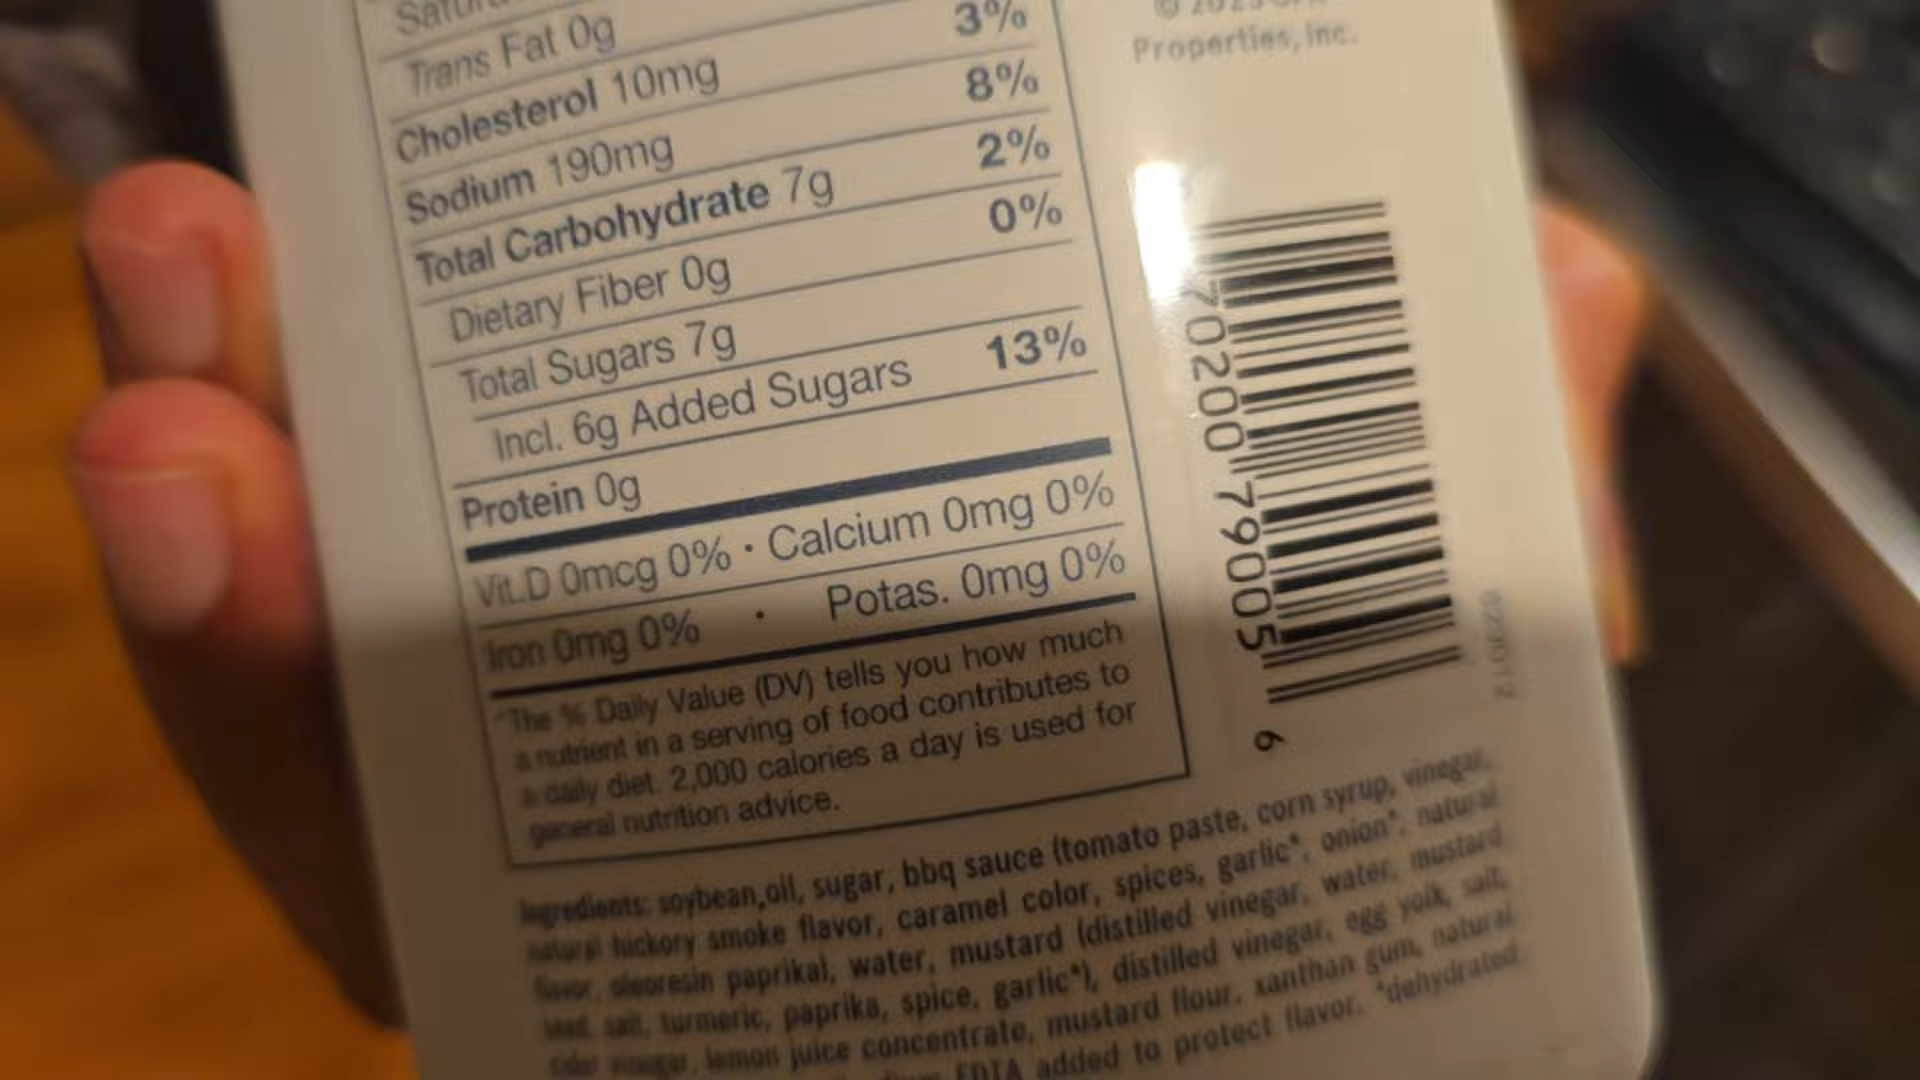 Trans Fat 0g
Cholesterol 10mg 3%
Sodium 190mg 8%
Total Carbohydrate 7g 2%
Dietary Fiber 0g 0%
Total Sugars 7g
Incl. 6g Added Sugars 13%
Protein 0g
Vit.D 0mcg 0% · Calcium 0mg 0%
Iron 0mg 0% · Potas. 0mg 0%
*The % Daily Value (DV) tells you how much
a nutrient in a serving of food contributes to
a daily diet. 2,000 calories a day is used for
general nutrition advice.
Properties, Inc.
70200 79005 6
Ingredients: soybean oil, sugar, bbq sauce (tomato paste, corn syrup, vinegar,
natural hickory smoke flavor, caramel color, spices, garlic*, onion*, natural
flavor, oleoresin paprika), water, mustard (distilled vinegar, water, mustard
seed, salt, turmeric, paprika, spice, garlic*), distilled vinegar, egg yolk, salt,
cider vinegar, lemon juice concentrate, mustard flour, xanthan gum, natural
EDTA added to protect flavor. *dehydrated